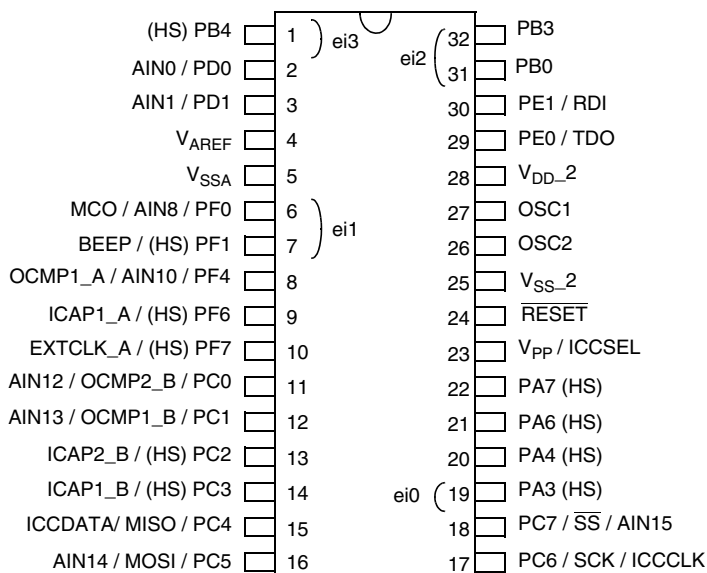 (HS) PB4 1 ei3 ei2 32 PB3
AIN0 / PD0 2 31 PB0
AIN1 / PD1 3 30 PE1 / RDI
VAREF 4 29 PE0 / TDO
VSSA 5 28 VDD_2
MCO / AIN8 / PF0 6 ei1 27 OSC1
BEEP / (HS) PF1 7 26 OSC2
OCMP1_A / AIN10 / PF4 8 25 VSS_2
ICAP1_A / (HS) PF6 9 24 RESET
EXTCLK_A / (HS) PF7 10 23 VPP / ICCSEL
AIN12 / OCMP2_B / PC0 11 22 PA7 (HS)
AIN13 / OCMP1_B / PC1 12 21 PA6 (HS)
ICAP2_B / (HS) PC2 13 20 PA4 (HS)
ICAP1_B / (HS) PC3 14 ei0 19 PA3 (HS)
ICCDATA/ MISO / PC4 15 18 PC7 / SS / AIN15
AIN14 / MOSI / PC5 16 17 PC6 / SCK / ICCCLK